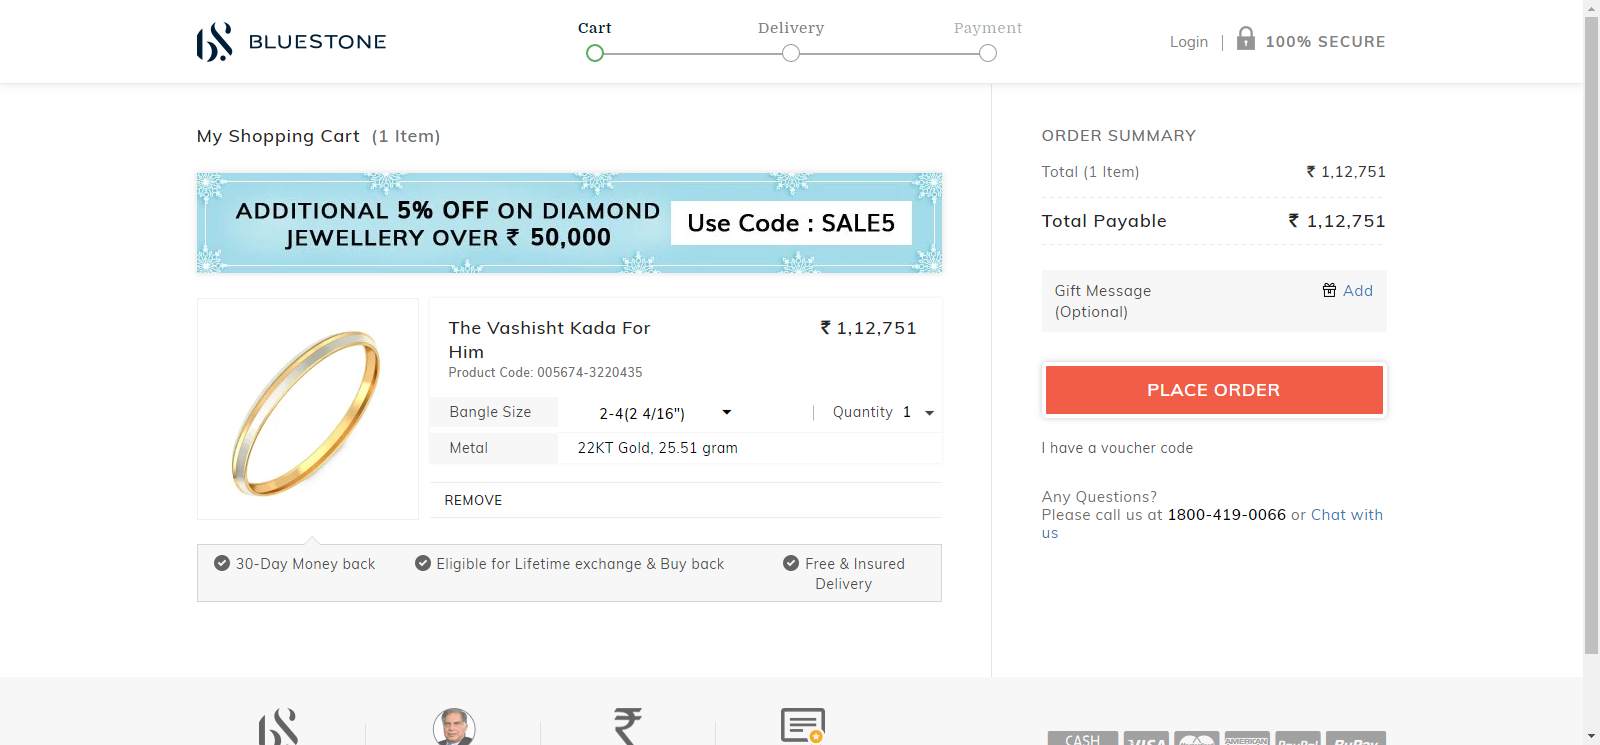 BLUESTONE
Cart
Delivery
Payment
Login
100% SECURE
My Shopping Cart (1 Item)
ADDITIONAL 5% OFF ON DIAMOND
JEWELLERY OVER ₹ 50,000
Use Code : SALE5
The Vashisht Kada For
Him
₹ 1,12,751
Product Code: 005674-3220435
Bangle Size
2-4(2 4/16")
Quantity 1
Metal
22KT Gold, 25.51 gram
REMOVE
30-Day Money back
Eligible for Lifetime exchange & Buy back
Free & Insured
Delivery
ORDER SUMMARY
Total (1 Item)
₹ 1,12,751
Total Payable
₹ 1,12,751
Gift Message
(Optional)
Add
PLACE ORDER
I have a voucher code
Any Questions?
Please call us at 1800-419-0066 or Chat with
us
₹
CASH
VISA
AMERICAN
PayPal
RuPay